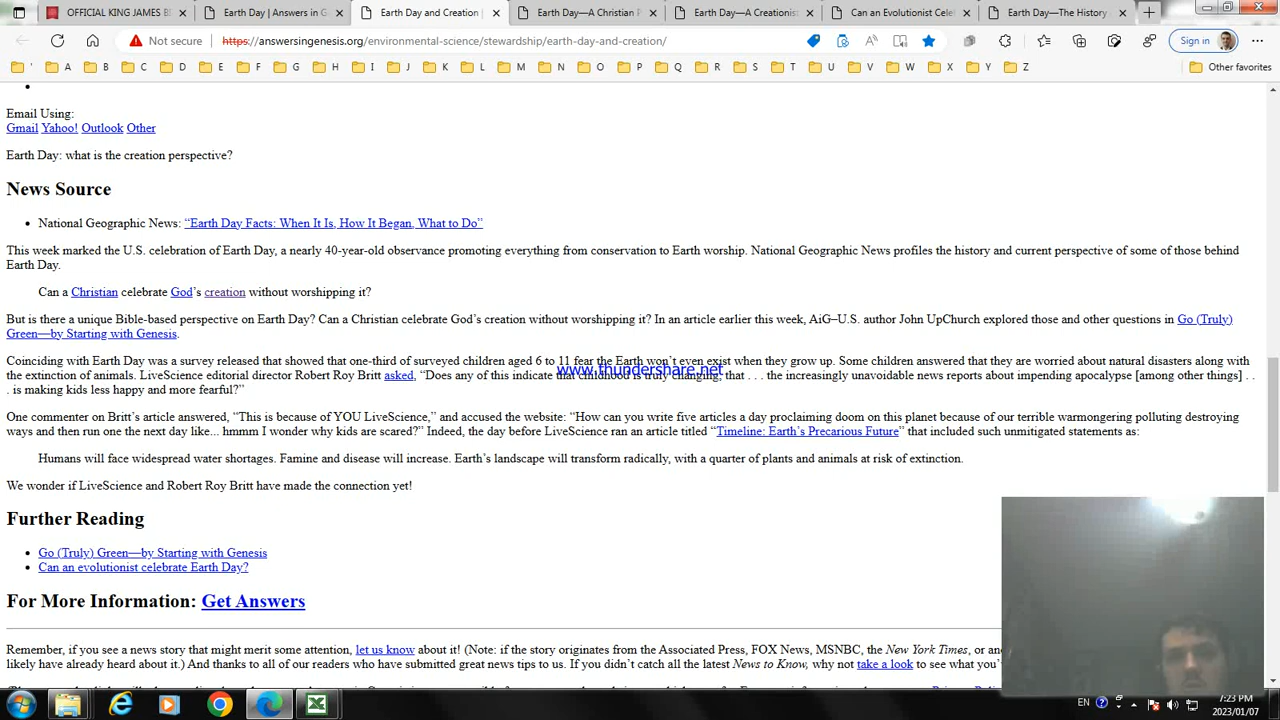 OFFICIAL KING JAMES BI
Earth Day | Answers in G
Earth Day and Creation |
Earth Day—A Christian P
Earth Day—A Creationist
Can an Evolutionist Cele
Earth Day—The History
Not secure
https://answersingenesis.org/environmental-science/stewardship/earth-day-and-creation/
Sign in
' A B C D E F G H I J K L M N O P Q R S T U V W X Y Z Other favorites
Email Using:
Gmail Yahoo! Outlook Other
Earth Day: what is the creation perspective?
News Source
• National Geographic News: “Earth Day Facts: When It Is, How It Began, What to Do”
This week marked the U.S. celebration of Earth Day, a nearly 40-year-old observance promoting everything from conservation to Earth worship. National Geographic News profiles the history and current perspective of some of those behind
Earth Day.
Can a Christian celebrate God’s creation without worshipping it?
But is there a unique Bible-based perspective on Earth Day? Can a Christian celebrate God’s creation without worshipping it? In an article earlier this week, AiG–U.S. author John UpChurch explored those and other questions in Go (Truly)
Green—by Starting with Genesis.
Coinciding with Earth Day was a survey released that showed that one-third of surveyed children aged 6 to 11 fear the Earth won’t even exist when they grow up. Some children answered that they are worried about natural disasters along with
the extinction of animals. LiveScience editorial director Robert Roy Britt asked, “Does any of this indicate that childhood is truly changing, that . . . the increasingly unavoidable news reports about impending apocalypse [among other things] . .
. is making kids less happy and more fearful?”
www.thundershare.net
One commenter on Britt’s article answered, “This is because of YOU LiveScience,” and accused the website: “How can you write five articles a day proclaiming doom on this planet because of our terrible warmongering polluting destroying
ways and then run one the next day like... hmmm I wonder why kids are scared?” Indeed, the day before LiveScience ran an article titled “Timeline: Earth’s Precarious Future” that included such unmitigated statements as:
Humans will face widespread water shortages. Famine and disease will increase. Earth’s landscape will transform radically, with a quarter of plants and animals at risk of extinction.
We wonder if LiveScience and Robert Roy Britt have made the connection yet!
Further Reading
• Go (Truly) Green—by Starting with Genesis
• Can an evolutionist celebrate Earth Day?
For More Information: Get Answers
Remember, if you see a news story that might merit some attention, let us know about it! (Note: if the story originates from the Associated Press, FOX News, MSNBC, the New York Times, or
likely have already heard about it.) And thanks to all of our readers who have submitted great news tips to us. If you didn’t catch all the latest News to Know, why not take a look to see what
EN
7:23 PM
2023/01/07